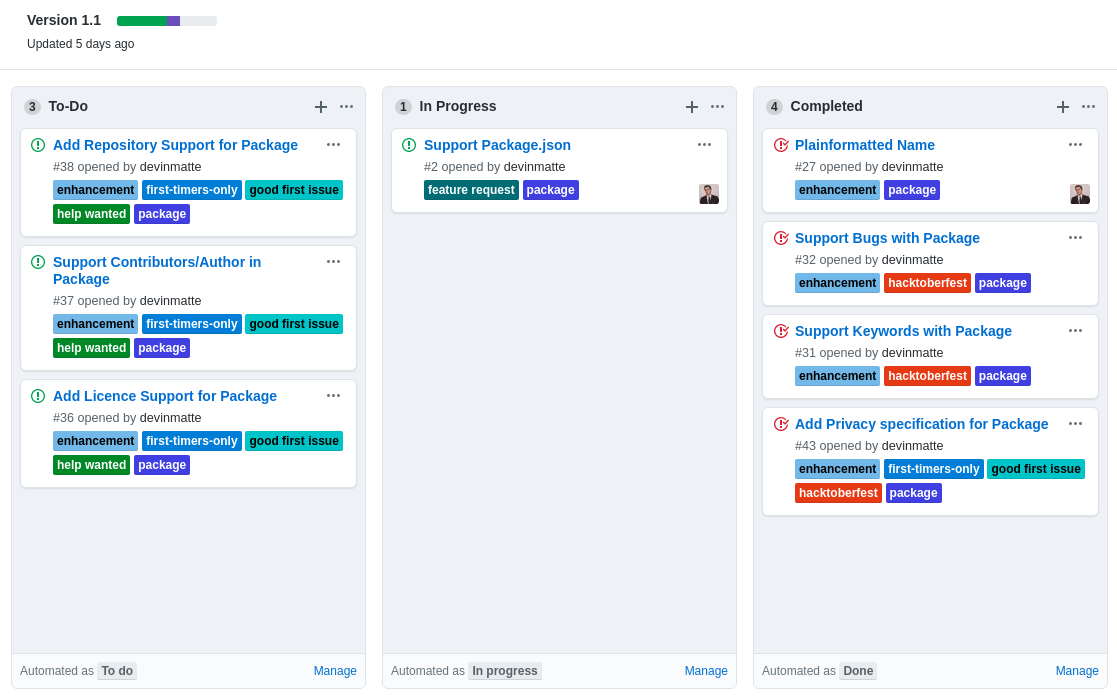 Version 1.1
Updated 5 days ago
3 To-Do
Add Repository Support for Package
#38 opened by devinmatte
enhancement first-timers-only good first issue
help wanted package
Support Contributors/Author in
Package
#37 opened by devinmatte
enhancement first-timers-only good first issue
help wanted package
Add Licence Support for Package
#36 opened by devinmatte
enhancement first-timers-only good first issue
help wanted package
Automated as To do Manage
1 In Progress
Support Package.json
#2 opened by devinmatte
feature request package
Automated as In progress Manage
4 Completed
Plainformatted Name
#27 opened by devinmatte
enhancement package
Support Bugs with Package
#32 opened by devinmatte
enhancement hacktoberfest package
Support Keywords with Package
#31 opened by devinmatte
enhancement hacktoberfest package
Add Privacy specification for Package
#43 opened by devinmatte
enhancement first-timers-only good first issue
hacktoberfest package
Automated as Done Manage